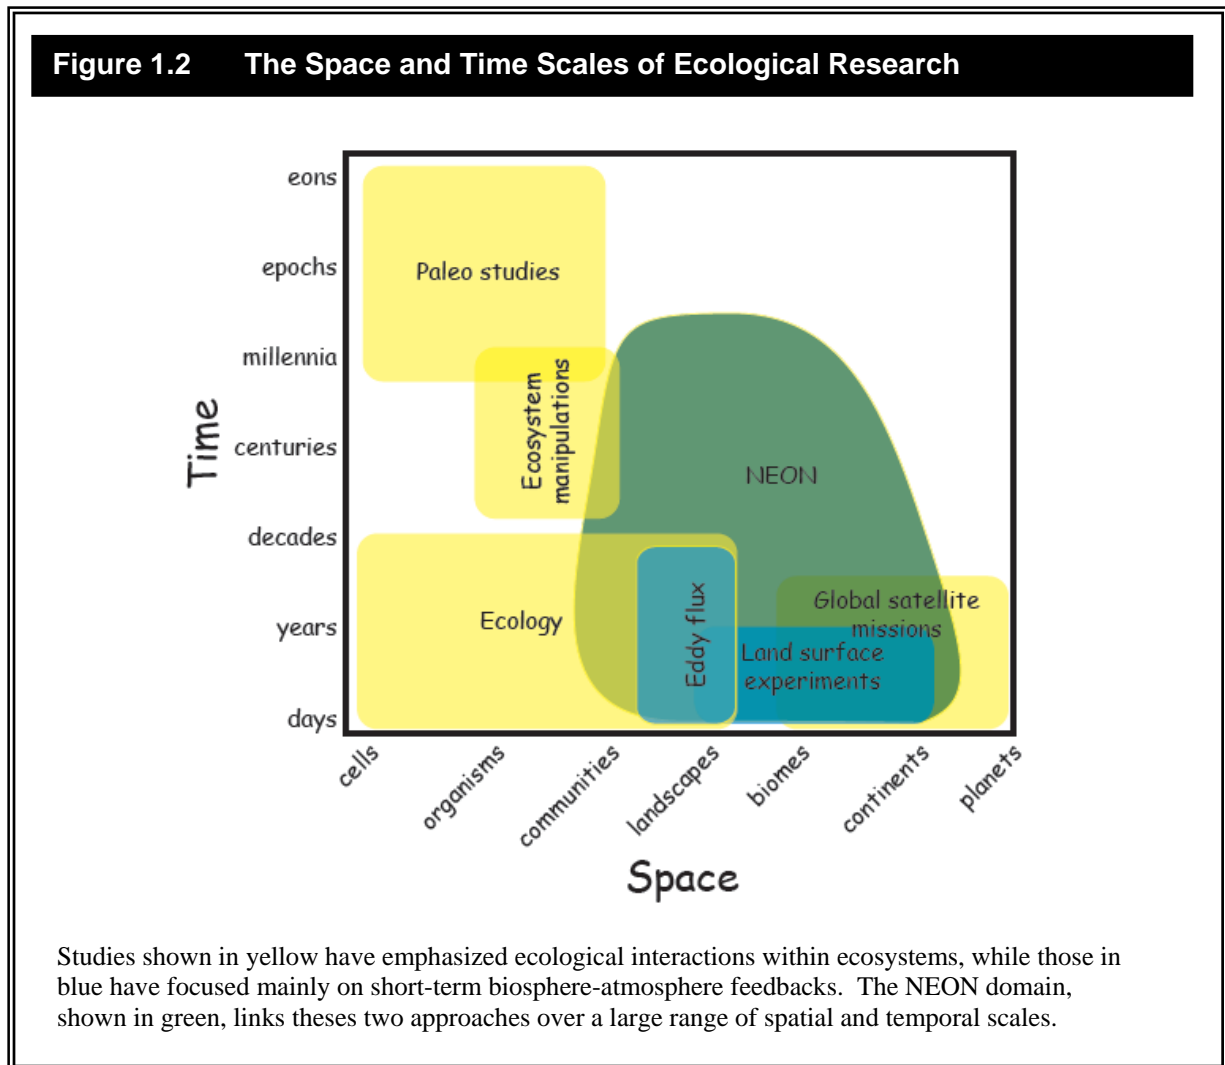 Figure 1.2 The Space and Time Scales of Ecological Research
eons
epochs
millennia
centuries
decades
years
days
Time
Paleo studies
Ecosystem
manipulations
NEON
Ecology
Eddy flux
Global satellite
missions
Land surface
experiments
cells
organisms
communities
landscapes
biomes
continents
planets
Space
Studies shown in yellow have emphasized ecological interactions within ecosystems, while those in
blue have focused mainly on short-term biosphere-atmosphere feedbacks. The NEON domain,
shown in green, links theses two approaches over a large range of spatial and temporal scales.